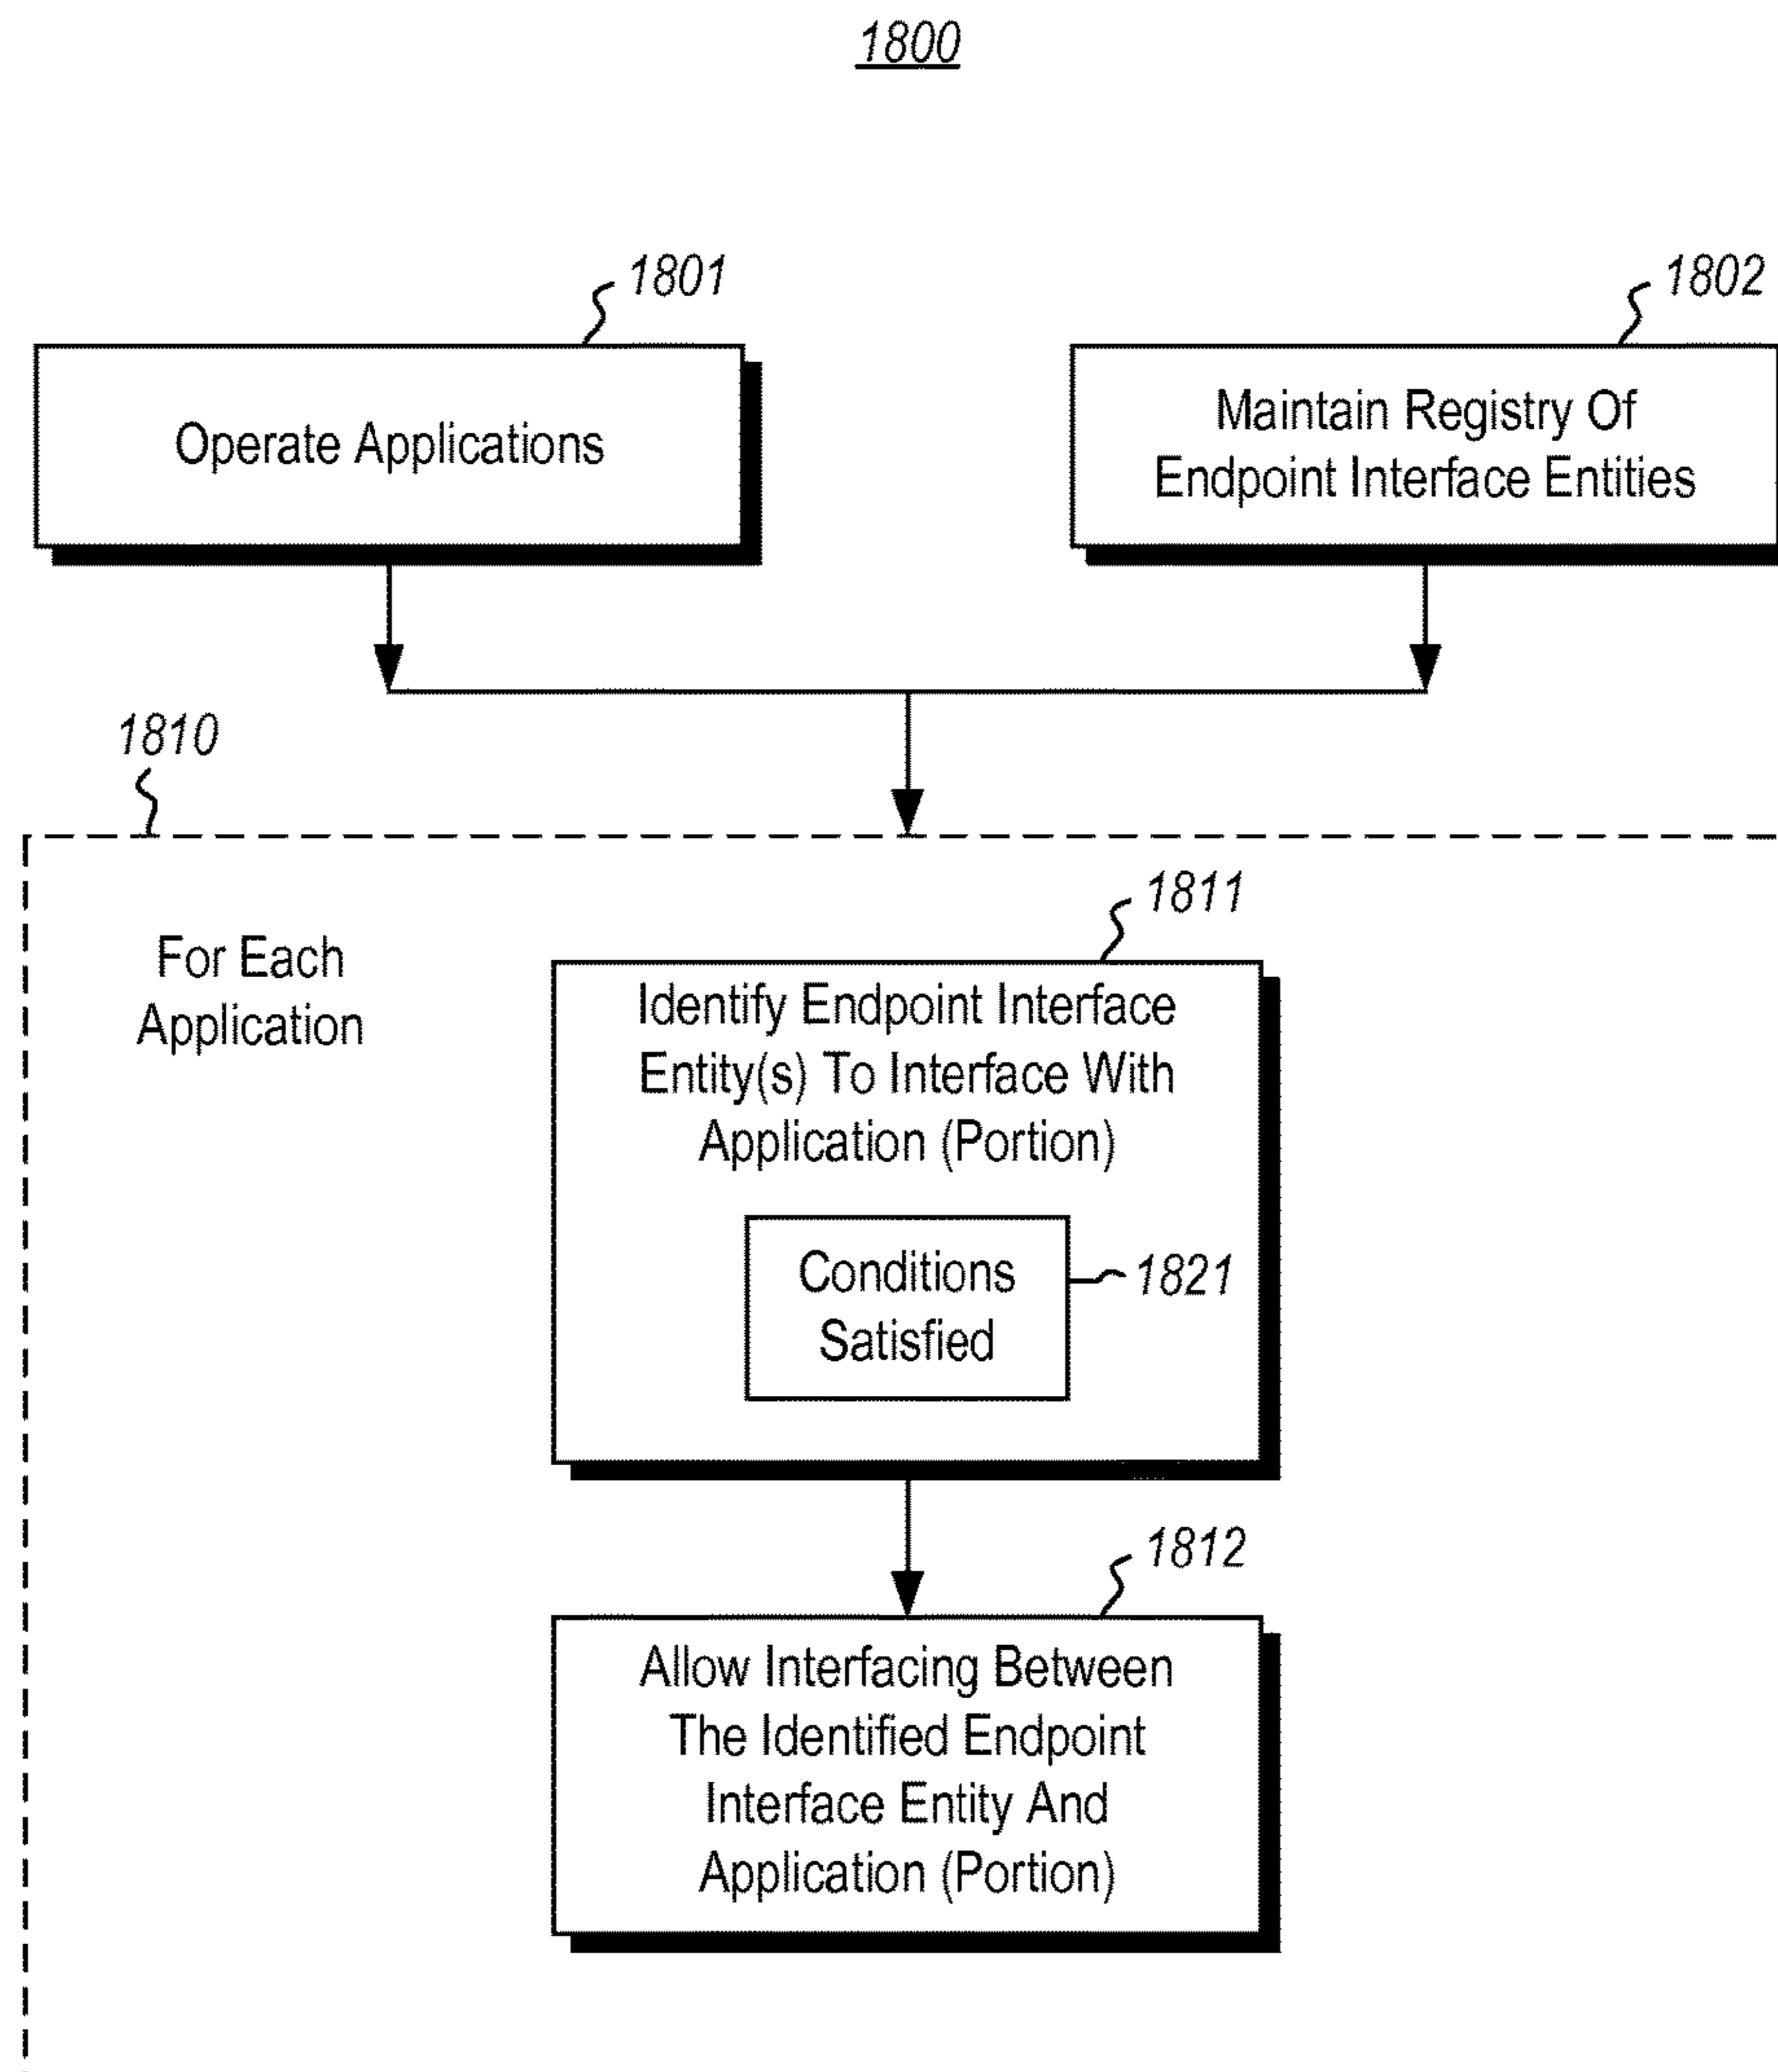 1800
1801
1802
Operate Applications
Maintain Registry Of
Endpoint Interface Entities
1810
For Each
Application
1811
Identify Endpoint Interface
Entity(s) To Interface With
Application (Portion)
Conditions
Satisfied
1821
1812
Allow Interfacing Between
The Identified Endpoint
Interface Entity And
Application (Portion)